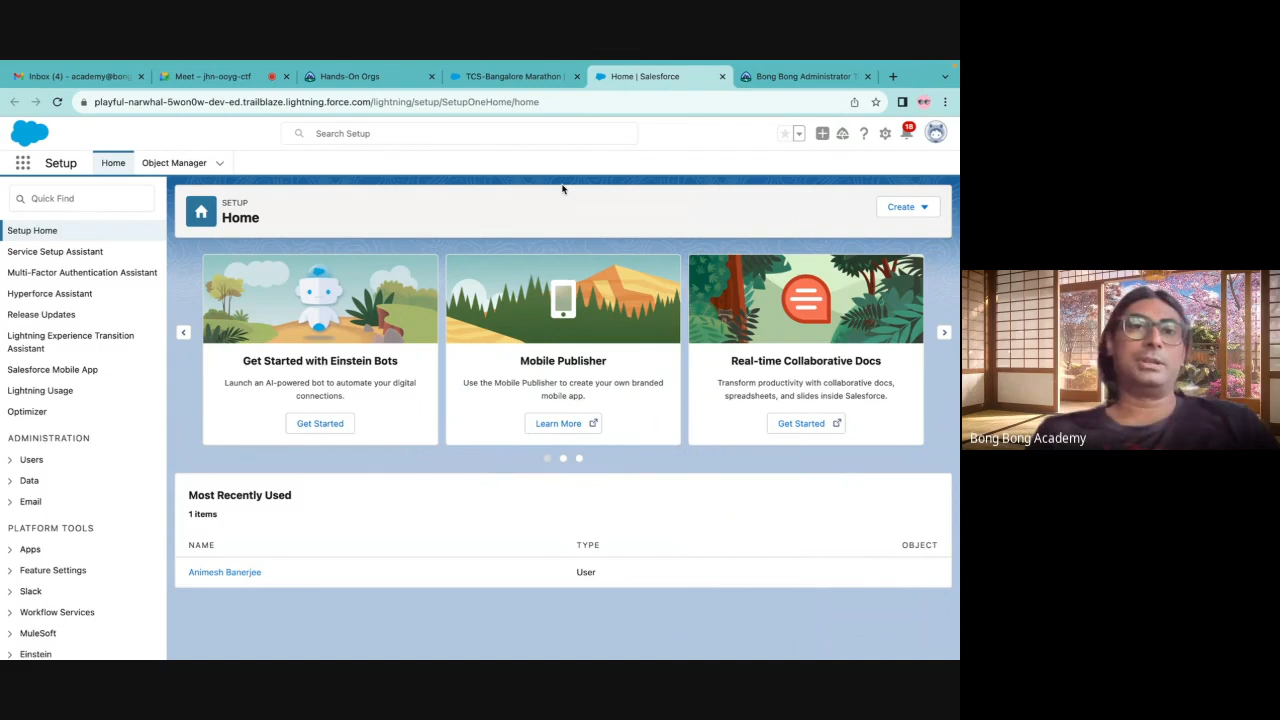 Inbox (4) - academy@bong
Meet – jhn-ooyg-ctf
Hands-On Orgs
TCS-Bangalore Marathon
Home | Salesforce
Bong Bong Administrator T
playful-narwhal-5won0w-dev-ed.trailblaze.lightning.force.com/lightning/setup/SetupOneHome/home
Search Setup
18
Setup
Home
Object Manager
Quick Find
Setup Home
Service Setup Assistant
Multi-Factor Authentication Assistant
Hyperforce Assistant
Release Updates
Lightning Experience Transition
Assistant
Salesforce Mobile App
Lightning Usage
Optimizer
ADMINISTRATION
Users
Data
Email
PLATFORM TOOLS
Apps
Feature Settings
Slack
Workflow Services
MuleSoft
Einstein
SETUP
Home
Create
Get Started with Einstein Bots
Launch an AI-powered bot to automate your digital
connections.
Get Started
Mobile Publisher
Use the Mobile Publisher to create your own branded
mobile app.
Learn More
Real-time Collaborative Docs
Transform productivity with collaborative docs,
spreadsheets, and slides inside Salesforce.
Get Started
Most Recently Used
1 items
NAME TYPE OBJECT
Animesh Banerjee User
Bong Bong Academy